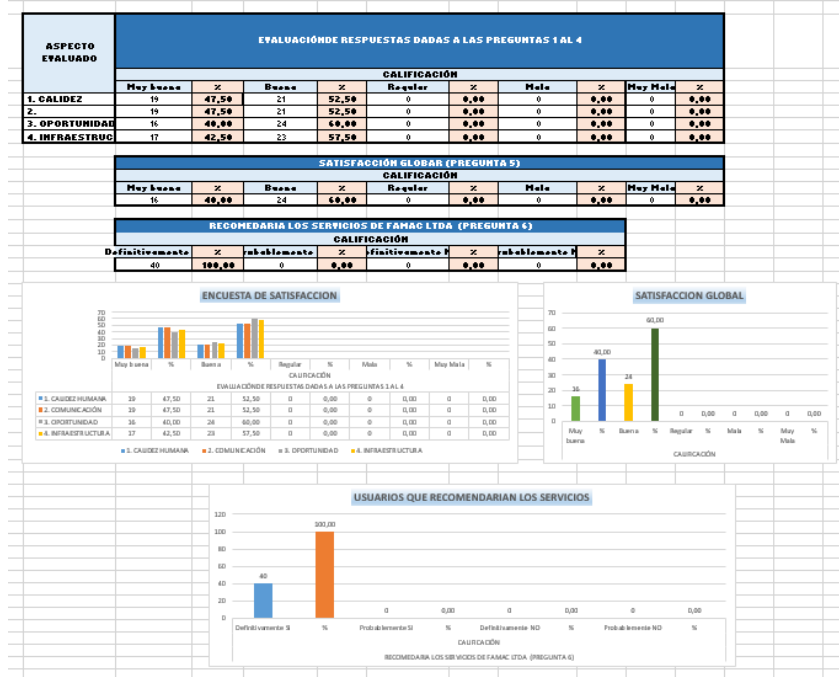 ASPECTO EVALUADO
EVALUACIÓNDE RESPUESTAS DADAS A LAS PREGUNTAS 1 AL 4
CALIFICACIÓN
Muy buena % Buena % Regular % Mala % Muy Mala %
1. CALIDEZ 19 47,50 21 52,50 0 0,00 0 0,00 0 0,00
2. 19 47,50 21 52,50 0 0,00 0 0,00 0 0,00
3. OPORTUNIDAD 16 40,00 24 60,00 0 0,00 0 0,00 0 0,00
4. INFRAESTRUC 17 42,50 23 57,50 0 0,00 0 0,00 0 0,00
SATISFACCIÓN GLOBAR (PREGUNTA 5)
CALIFICACIÓN
Muy buena % Buena % Regular % Mala % Muy Mala %
16 40,00 24 60,00 0 0,00 0 0,00 0 0,00
RECOMEDARIA LOS SERVICIOS DE FAMAC LTDA (PREGUNTA 6)
CALIFICACIÓN
Definitivamente % % % %
40 100,00 0 0,00 0 0,00 0 0,00
ENCUESTA DE SATISFACCION
70
60
50
40
30
20
10
0
Muy buena % Buena % Regular % Mala % Muy Mala %
CALIFICACIÓN
EVALUACIÓNDE RESPUESTAS DADAS A LAS PREGUNTAS 1 AL 4
1. CALIDEZ HUMANA 19 47,50 21 52,50 0 0,00 0 0,00 0 0,00
2. COMUNICACIÓN 19 47,50 21 52,50 0 0,00 0 0,00 0 0,00
3. OPORTUNIDAD 16 40,00 24 60,00 0 0,00 0 0,00 0 0,00
4. INFRAESTRUCTURA 17 42,50 23 57,50 0 0,00 0 0,00 0 0,00
1. CALIDEZ HUMANA 2. COMUNICACIÓN 3. OPORTUNIDAD 4. INFRAESTRUCTURA
SATISFACCION GLOBAL
70
60
50
40
30
20
10
0
16 40,00 24 60,00 0 0,00 0 0,00 0 0,00
Muy buena % Buena % Regular % Mala % Muy Mala %
CALIFICACIÓN
USUARIOS QUE RECOMENDARIAN LOS SERVICIOS
120
100
80
60
40
20
0
40 100,00 0 0,00 0 0,00 0 0,00
Definitivamente SI % Probablemente SI % Definitivamente NO % Probablemente NO %
CALIFICACIÓN
RECOMEDARIA LOS SERVICIOS DE FAMAC LTDA (PREGUNTA 6)